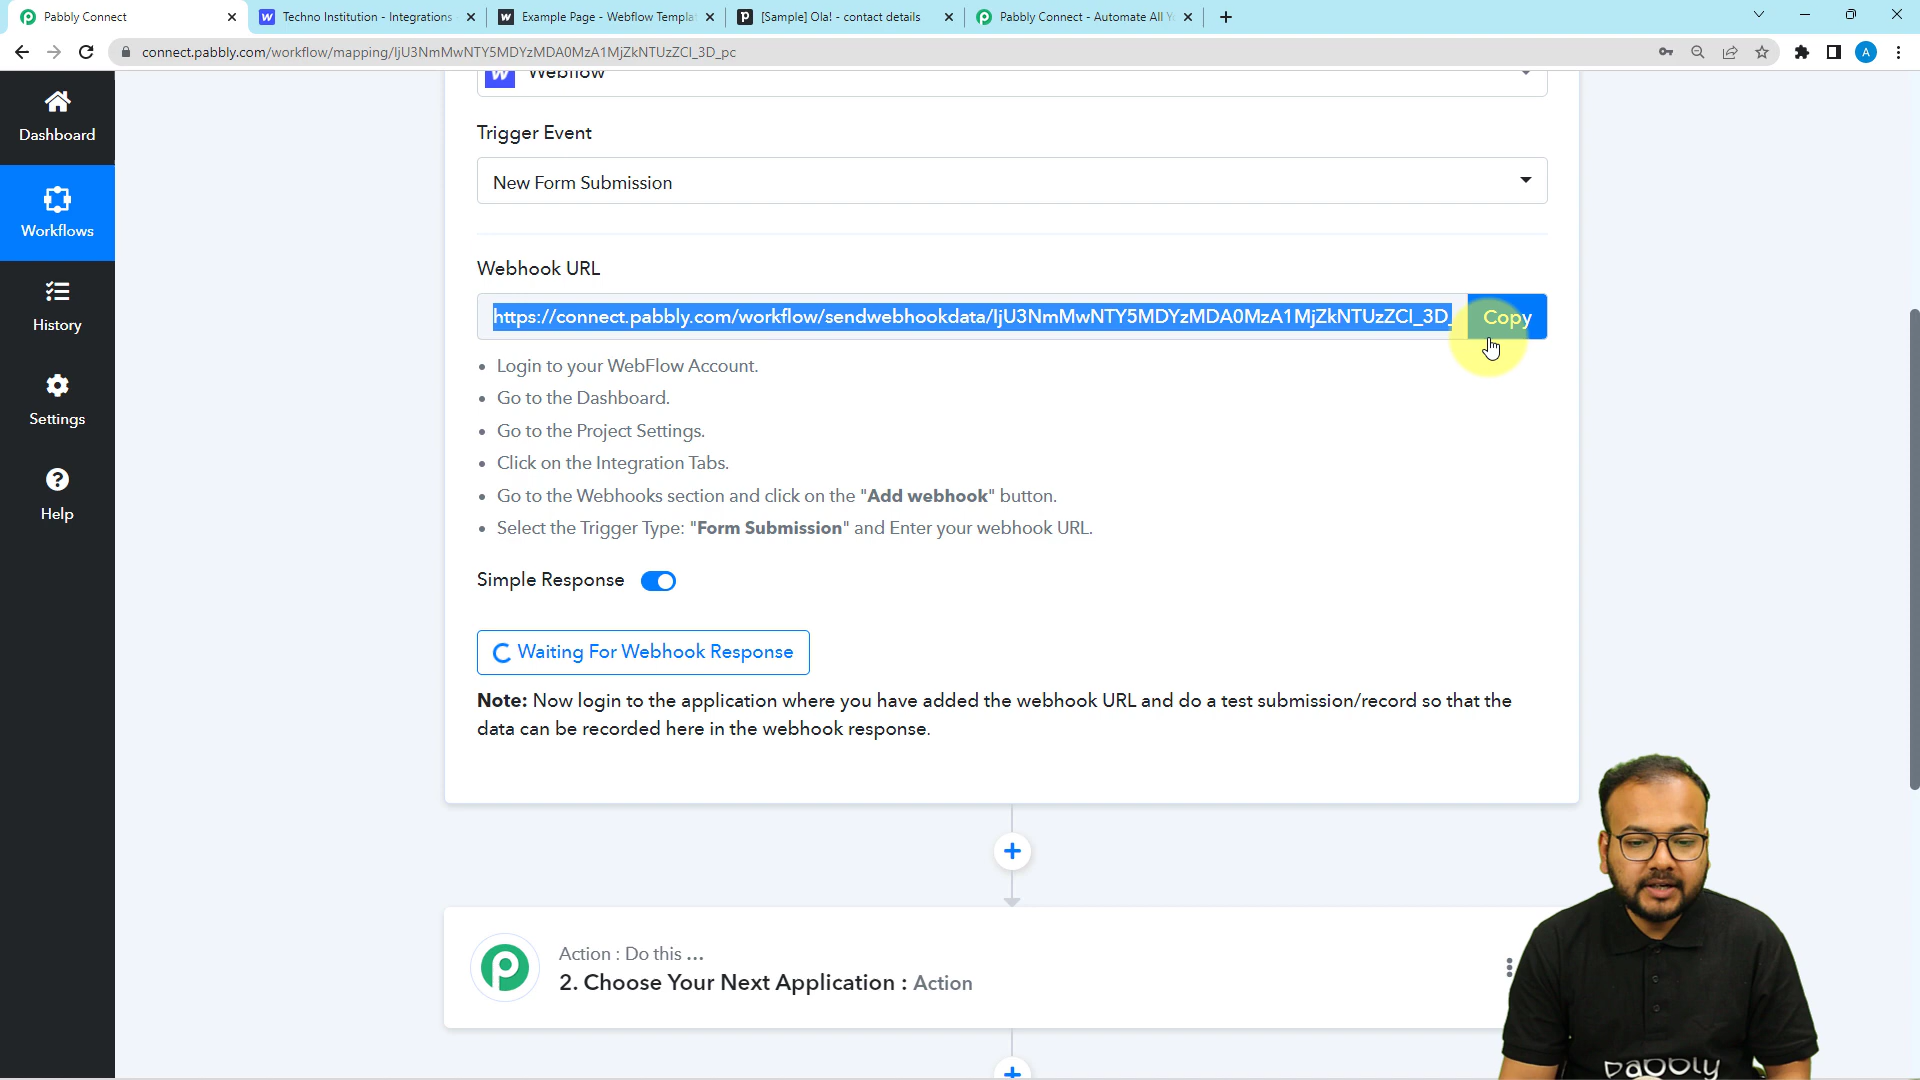 Pabbly Connect
Techno Institution - Integrations
Example Page - Webflow Templa
[Sample] Ola! - contact details
Pabbly Connect - Automate All Y
connect.pabbly.com/workflow/mapping/IjU3NmMwNTY5MDYzMDA0MzA1MjZkNTUzZCI_3D_pc
A
Dashboard
Workflows
History
Settings
Help
Webflow
Trigger Event
New Form Submission
Webhook URL
https://connect.pabbly.com/workflow/sendwebhookdata/IjU3NmMwNTY5MDYzMDA0MzA1MjZkNTUzZCI_3D_
Copy
• Login to your WebFlow Account.
• Go to the Dashboard.
• Go to the Project Settings.
• Click on the Integration Tabs.
• Go to the Webhooks section and click on the "Add webhook" button.
• Select the Trigger Type: "Form Submission" and Enter your webhook URL.
Simple Response
Waiting For Webhook Response
Note: Now login to the application where you have added the webhook URL and do a test submission/record so that the
data can be recorded here in the webhook response.
Action : Do this ...
2. Choose Your Next Application : Action
pabbly